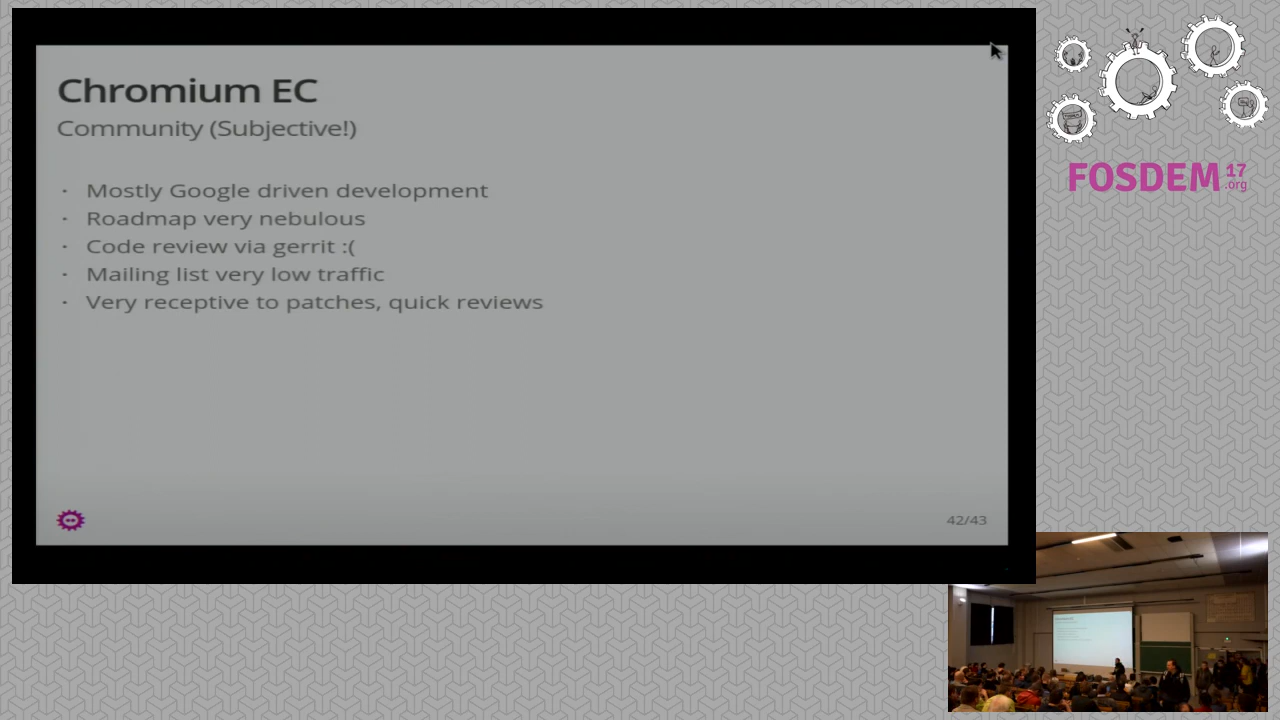 Chromium EC
Community (Subjective!)
· Mostly Google driven development
· Roadmap very nebulous
· Code review via gerrit :(
· Mailing list very low traffic
· Very receptive to patches, quick reviews
42/43
FOSDEM 17
.org